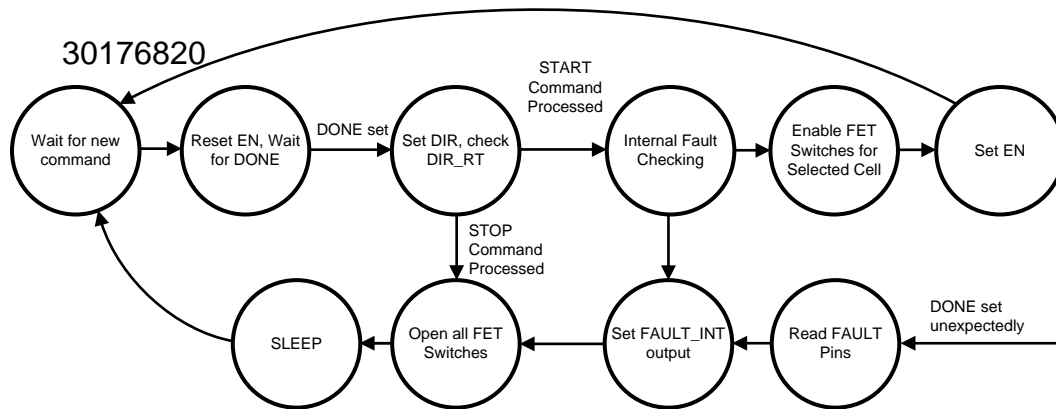 30176820
START
Command
Processed
Wait for new
command
Reset EN, Wait
for DONE
DONE set
Set DIR, check
DIR_RT
Internal Fault
Checking
Enable FET
Switches for
Selected Cell
Set EN
STOP
Command
Processed
SLEEP
Open all FET
Switches
Set FAULT_INT
output
Read FAULT
Pins
DONE set
unexpectedly